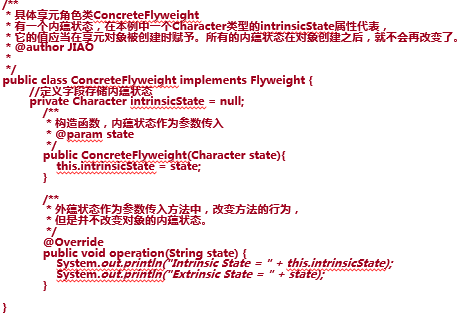 /**
* 具体享元角色类ConcreteFlyweight
* 有一个内蕴状态，在本例中一个Character类型的intrinsicState属性代表，
* 它的值应当在享元对象被创建时赋予。所有的内蕴状态在对象创建之后，就不会再改变了。
* @author JIAO
*
*/
public class ConcreteFlyweight implements Flyweight {
//定义字段存储内蕴状态
private Character intrinsicState = null;
/**
* 构造函数，内蕴状态作为参数传入
* @param state
*/
public ConcreteFlyweight(Character state){
this.intrinsicState = state;
}
/**
* 外蕴状态作为参数传入方法中，改变方法的行为，
* 但是并不改变对象的内蕴状态。
*/
@Override
public void operation(String state) {
System.out.println("Intrinsic State = " + this.intrinsicState);
System.out.println("Extrinsic State = " + state);
}
}